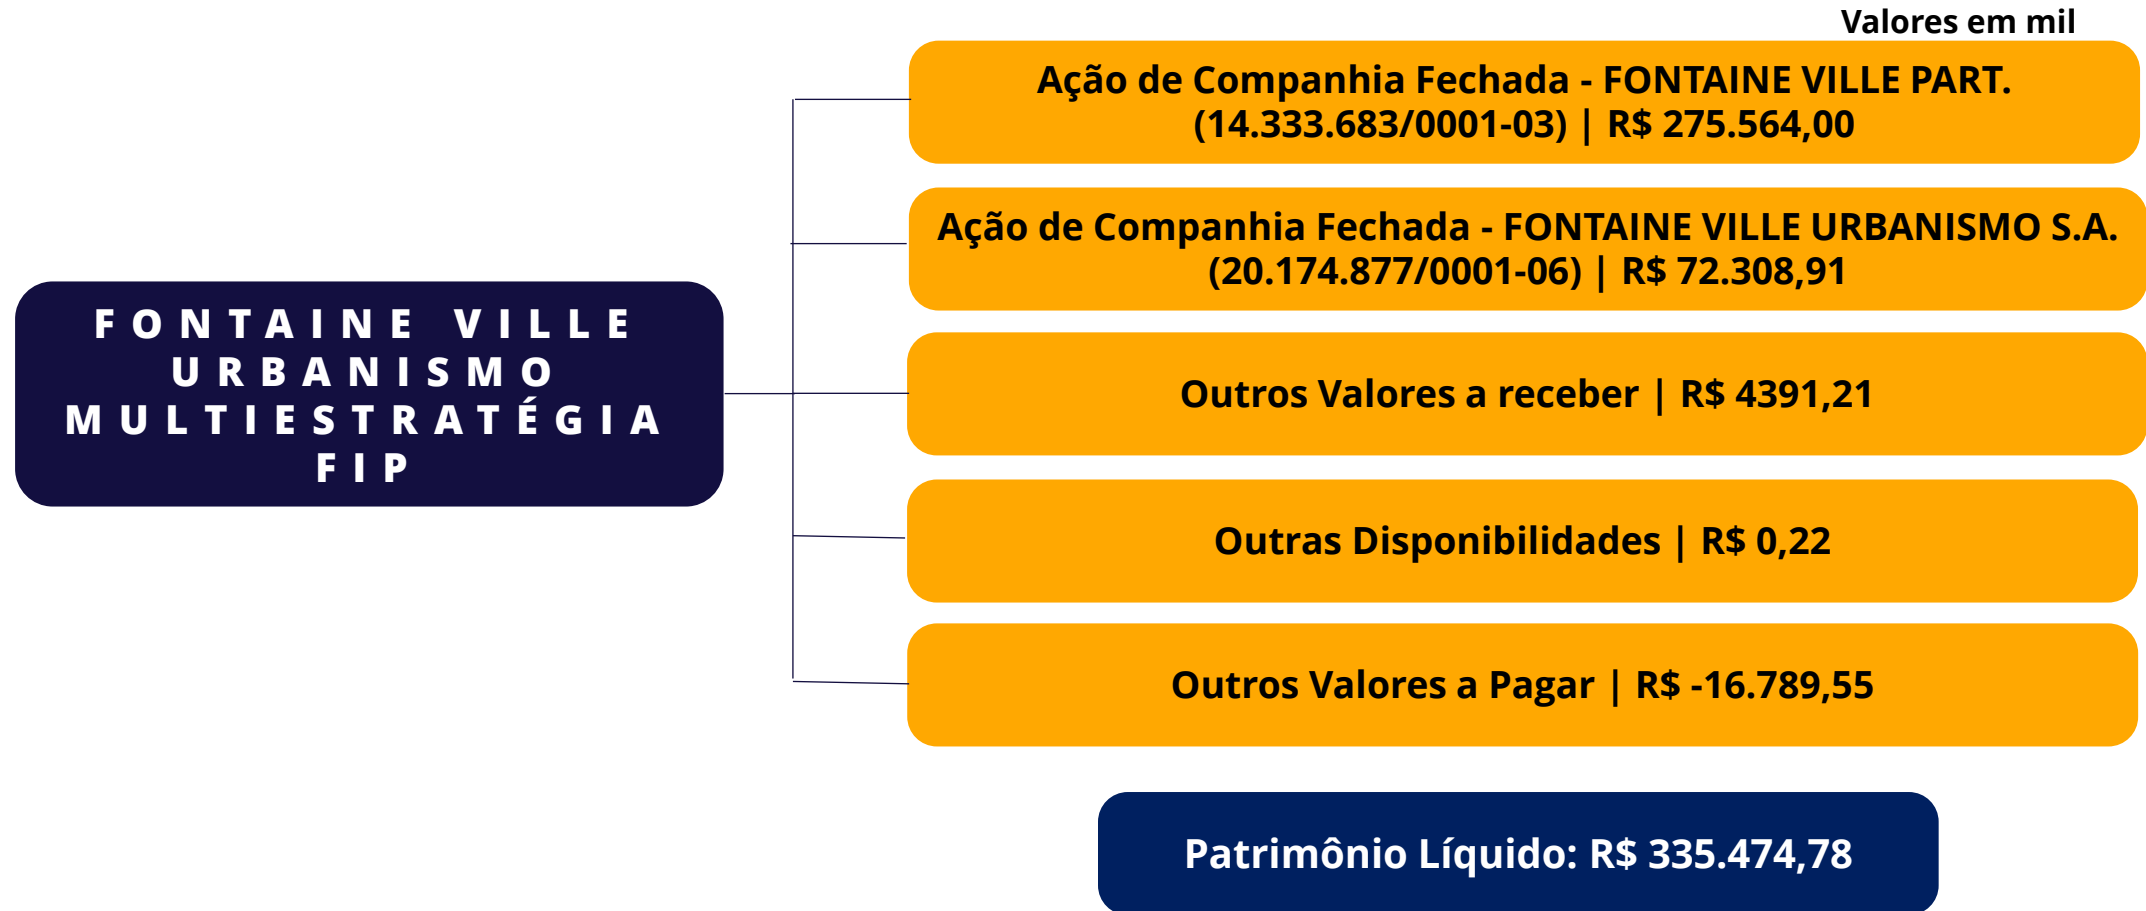 Valores em mil
Ação de Companhia Fechada - FONTAINE VILLE PART.
(14.333.683/0001-03) | R$ 275.564,00
Ação de Companhia Fechada - FONTAINE VILLE URBANISMO S.A.
(20.174.877/0001-06) | R$ 72.308,91
FONTAINE VILLE
URBANISMO
MULTIESTRATÉGIA
FIP
Outros Valores a receber | R$ 4391,21
Outras Disponibilidades | R$ 0,22
Outros Valores a Pagar | R$ -16.789,55
Patrimônio Líquido: R$ 335.474,78